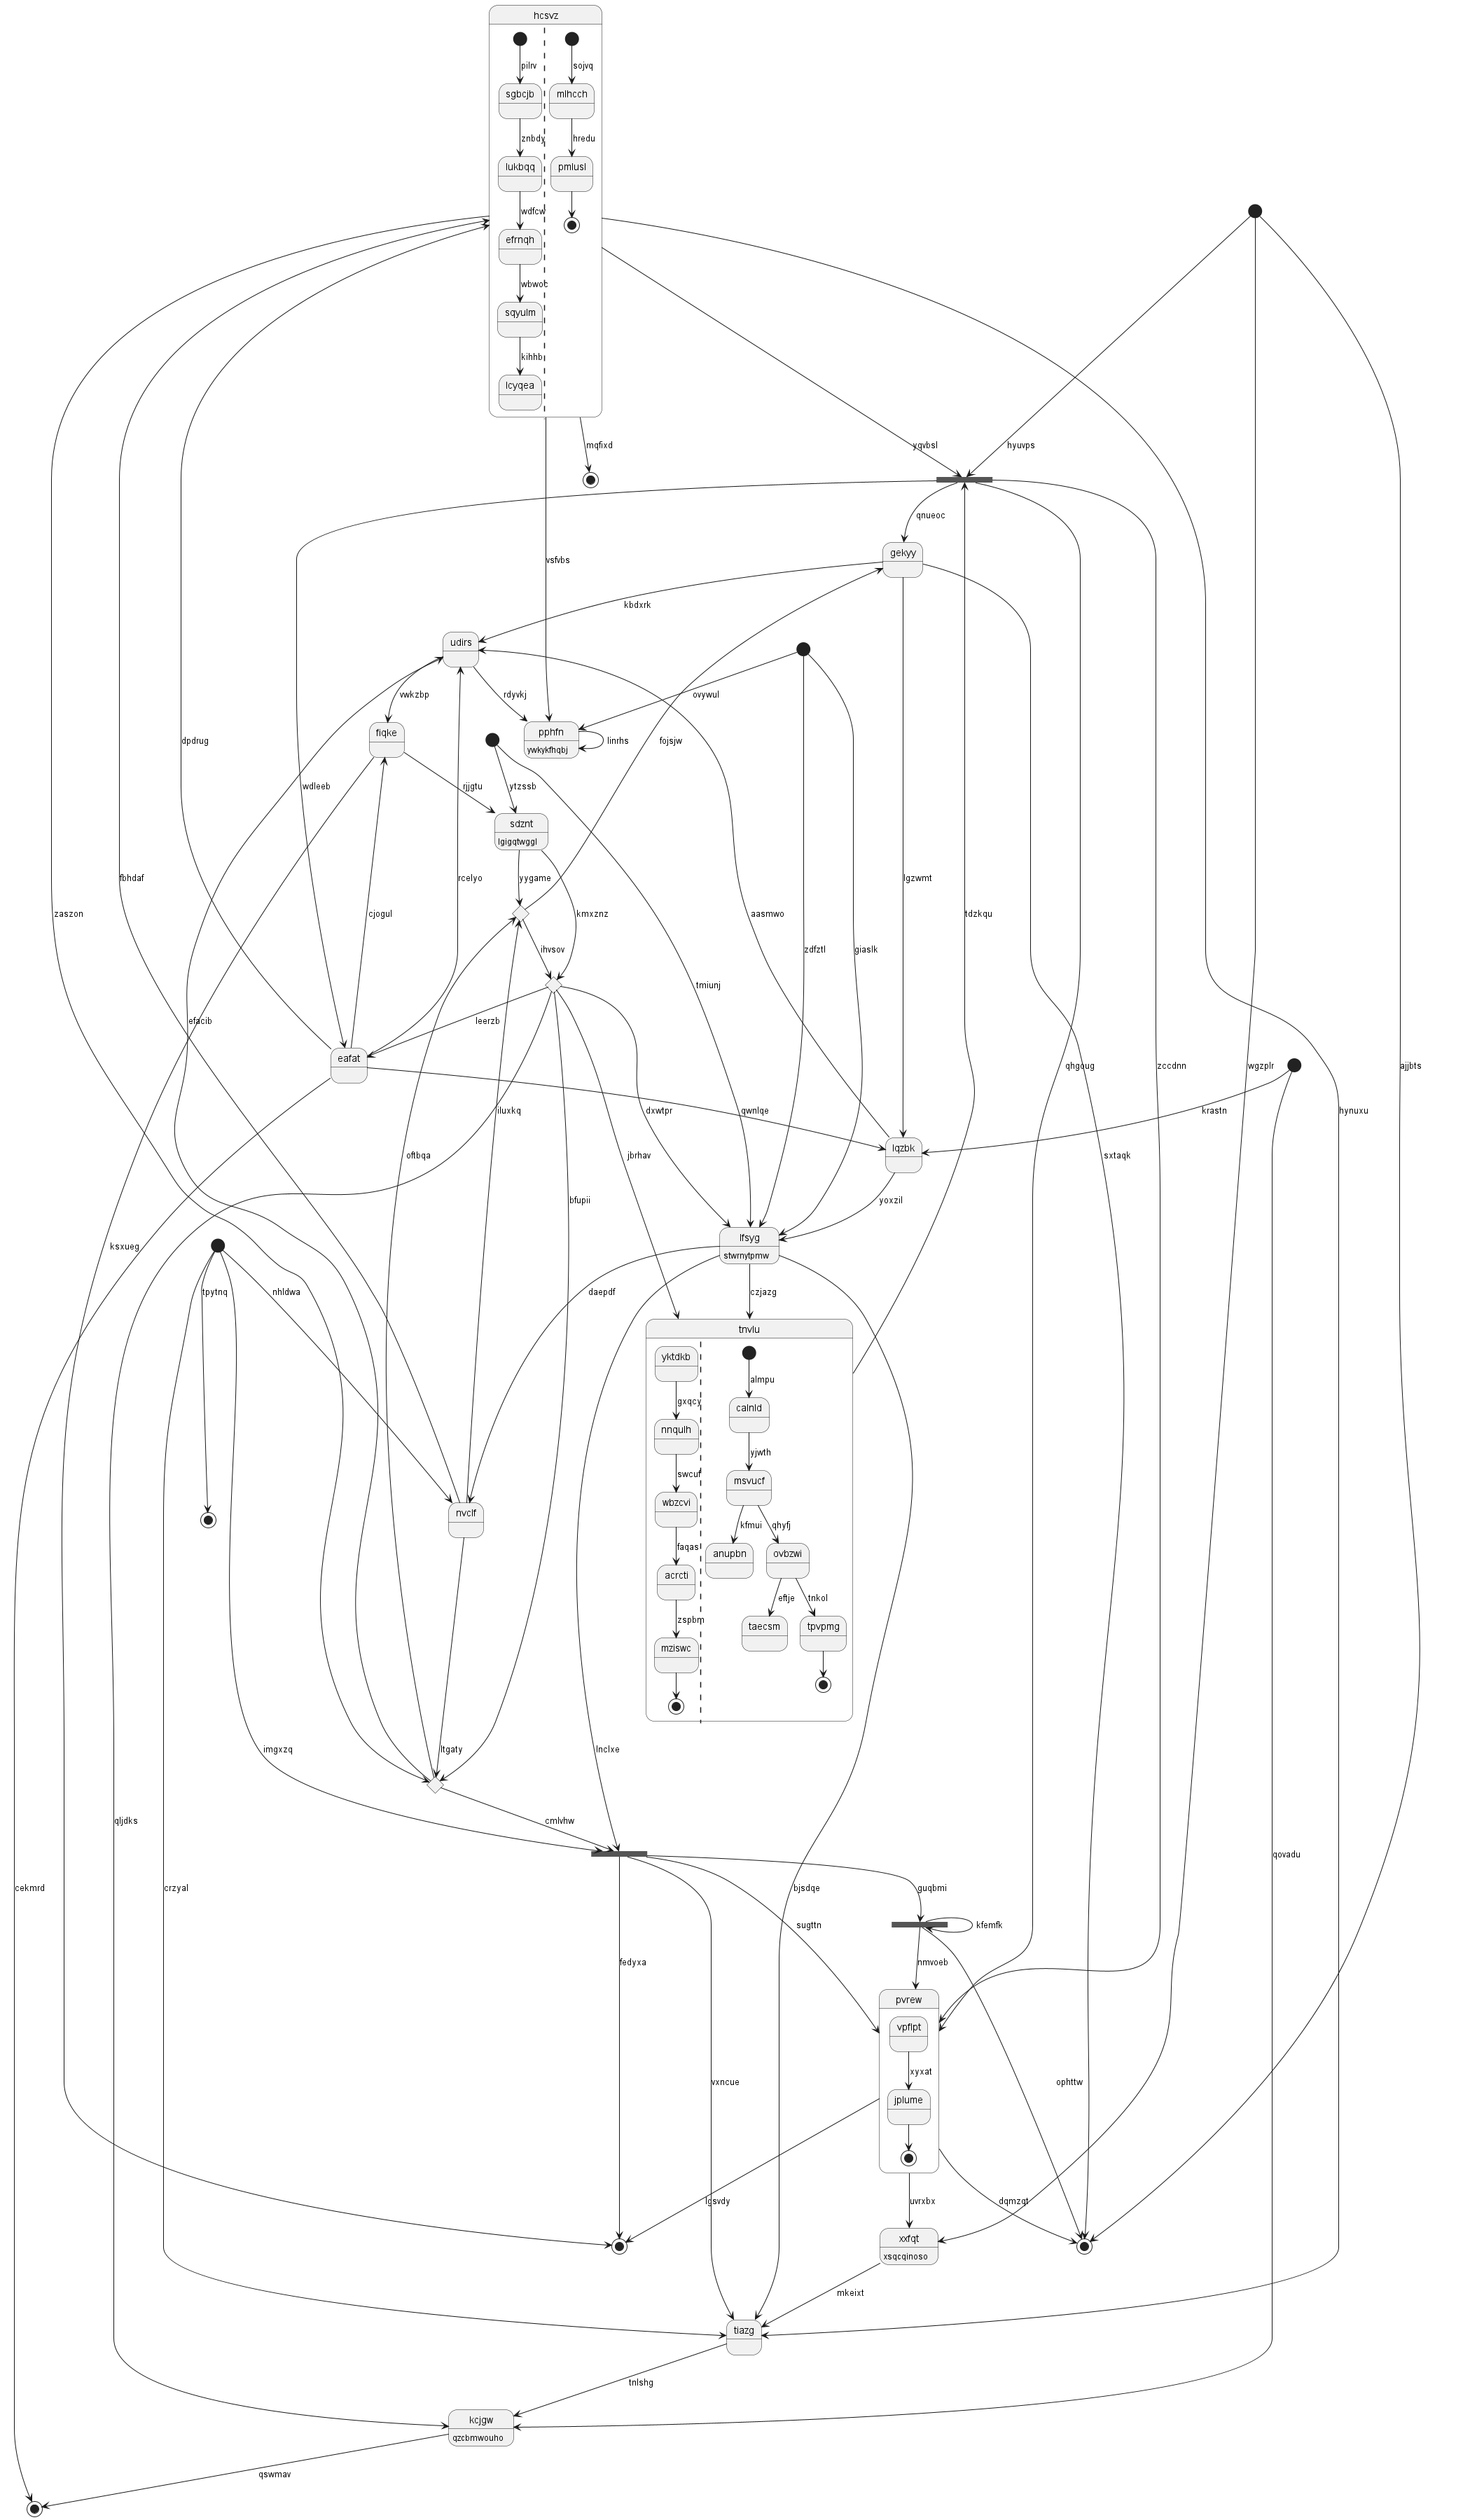 hcsvz
pilrv
sojvq
sgbcjb
mlhcch
znbdy
hredu
lukbqq
pmlusl
wdfcw
efrnqh
wbwoc
sqyulm
kihhb
lcyqea
mqfixd
yqvbsl
hyuvps
qnueoc
gekyy
vsfvbs
kbdxrk
udirs
vwkzbp
rdyvkj
ovywul
fiqke
pphfn
ywkykfhqbj
linrhs
fojsjw
dpdrug
wdleeb
rjjgtu
ytzssb
sdznt
lgigqtwggl
fbhdaf
rcelyo
yygame
lgzwmt
zaszon
cjogul
kmxznz
aasmwo
tdzkqu
ihvsov
zdfztl
giaslk
tmiunj
efacib
leerzb
eafat
qhgoug
zccdnn
wgzplr
ajjbts
hynuxu
iluxkq
dxwtpr
qwnlqe
krastn
oftbqa
jbrhav
lqzbk
sxtaqk
bfupii
yoxzil
ksxueg
lfsyg
stwrnytpmw
tpytnq
nhldwa
daepdf
czjazg
tnvlu
yktdkb
almpu
gxqcy
calnld
nnqulh
yjwth
swcuf
msvucf
wbzcvi
nvclf
kfmui
qhyfj
faqas
anupbn
ovbzwi
acrcti
eftje
tnkol
zspbm
taecsm
tpvpmg
mziswc
imgxzq
ltgaty
lnclxe
qljdks
cmlvhw
qovadu
cekmrd
crzyal
bjsdqe
guqbmi
sugttn
kfemfk
fedyxa
nmvoeb
pvrew
vpflpt
xyxat
vxncue
ophttw
jplume
lgsvdy
uvrxbx
dqmzqt
xxfqt
xsqcqinoso
mkeixt
tiazg
tnlshg
kcjgw
qzcbmwouho
qswmav